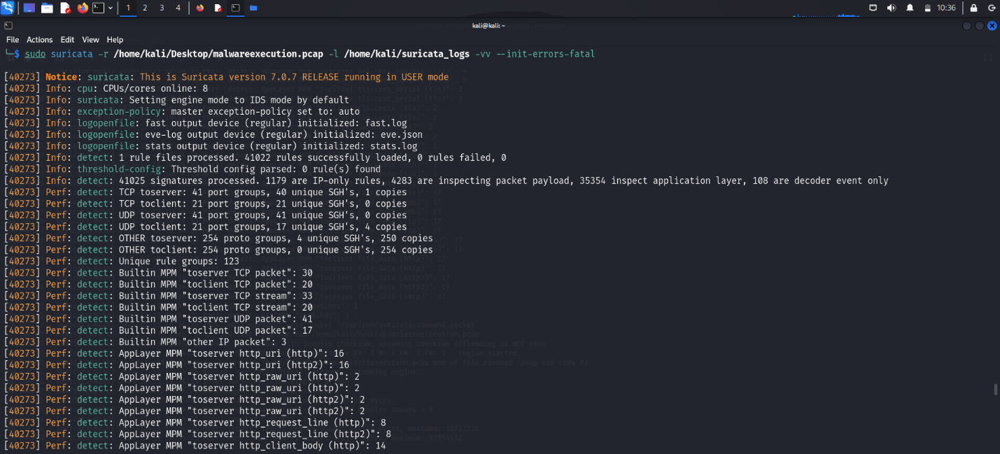 1 2 3 4 10:36
kali@kali: ~
File Actions Edit View Help
└─$ sudo suricata -r /home/kali/Desktop/malwareexecution.pcap -l /home/kali/suricata_logs -vv --init-errors-fatal
[40273] Notice: suricata: This is Suricata version 7.0.7 RELEASE running in USER mode
[40273] Info: cpu: CPUs/cores online: 8
[40273] Info: suricata: Setting engine mode to IDS mode by default
[40273] Info: exception-policy: master exception-policy set to: auto
[40273] Info: logopenfile: fast output device (regular) initialized: fast.log
[40273] Info: logopenfile: eve-log output device (regular) initialized: eve.json
[40273] Info: logopenfile: stats output device (regular) initialized: stats.log
[40273] Info: detect: 1 rule files processed. 41022 rules successfully loaded, 0 rules failed, 0
[40273] Info: threshold-config: Threshold config parsed: 0 rule(s) found
[40273] Info: detect: 41025 signatures processed. 1179 are IP-only rules, 4283 are inspecting packet payload, 35354 inspect application layer, 108 are decoder event only
[40273] Perf: detect: TCP toserver: 41 port groups, 40 unique SGH's, 1 copies
[40273] Perf: detect: TCP toclient: 21 port groups, 21 unique SGH's, 0 copies
[40273] Perf: detect: UDP toserver: 41 port groups, 41 unique SGH's, 0 copies
[40273] Perf: detect: UDP toclient: 21 port groups, 17 unique SGH's, 4 copies
[40273] Perf: detect: OTHER toserver: 254 proto groups, 4 unique SGH's, 250 copies
[40273] Perf: detect: OTHER toclient: 254 proto groups, 0 unique SGH's, 254 copies
[40273] Perf: detect: Unique rule groups: 123
[40273] Perf: detect: Builtin MPM "toserver TCP packet": 30
[40273] Perf: detect: Builtin MPM "toclient TCP packet": 20
[40273] Perf: detect: Builtin MPM "toserver TCP stream": 33
[40273] Perf: detect: Builtin MPM "toclient TCP stream": 20
[40273] Perf: detect: Builtin MPM "toserver UDP packet": 41
[40273] Perf: detect: Builtin MPM "toclient UDP packet": 17
[40273] Perf: detect: Builtin MPM "other IP packet": 3
[40273] Perf: detect: AppLayer MPM "toserver http_uri (http)": 16
[40273] Perf: detect: AppLayer MPM "toserver http_uri (http2)": 16
[40273] Perf: detect: AppLayer MPM "toserver http_raw_uri (http)": 2
[40273] Perf: detect: AppLayer MPM "toserver http_raw_uri (http)": 2
[40273] Perf: detect: AppLayer MPM "toserver http_raw_uri (http2)": 2
[40273] Perf: detect: AppLayer MPM "toserver http_raw_uri (http2)": 2
[40273] Perf: detect: AppLayer MPM "toserver http_request_line (http)": 8
[40273] Perf: detect: AppLayer MPM "toserver http_request_line (http2)": 8
[40273] Perf: detect: AppLayer MPM "toserver http_client_body (http)": 14